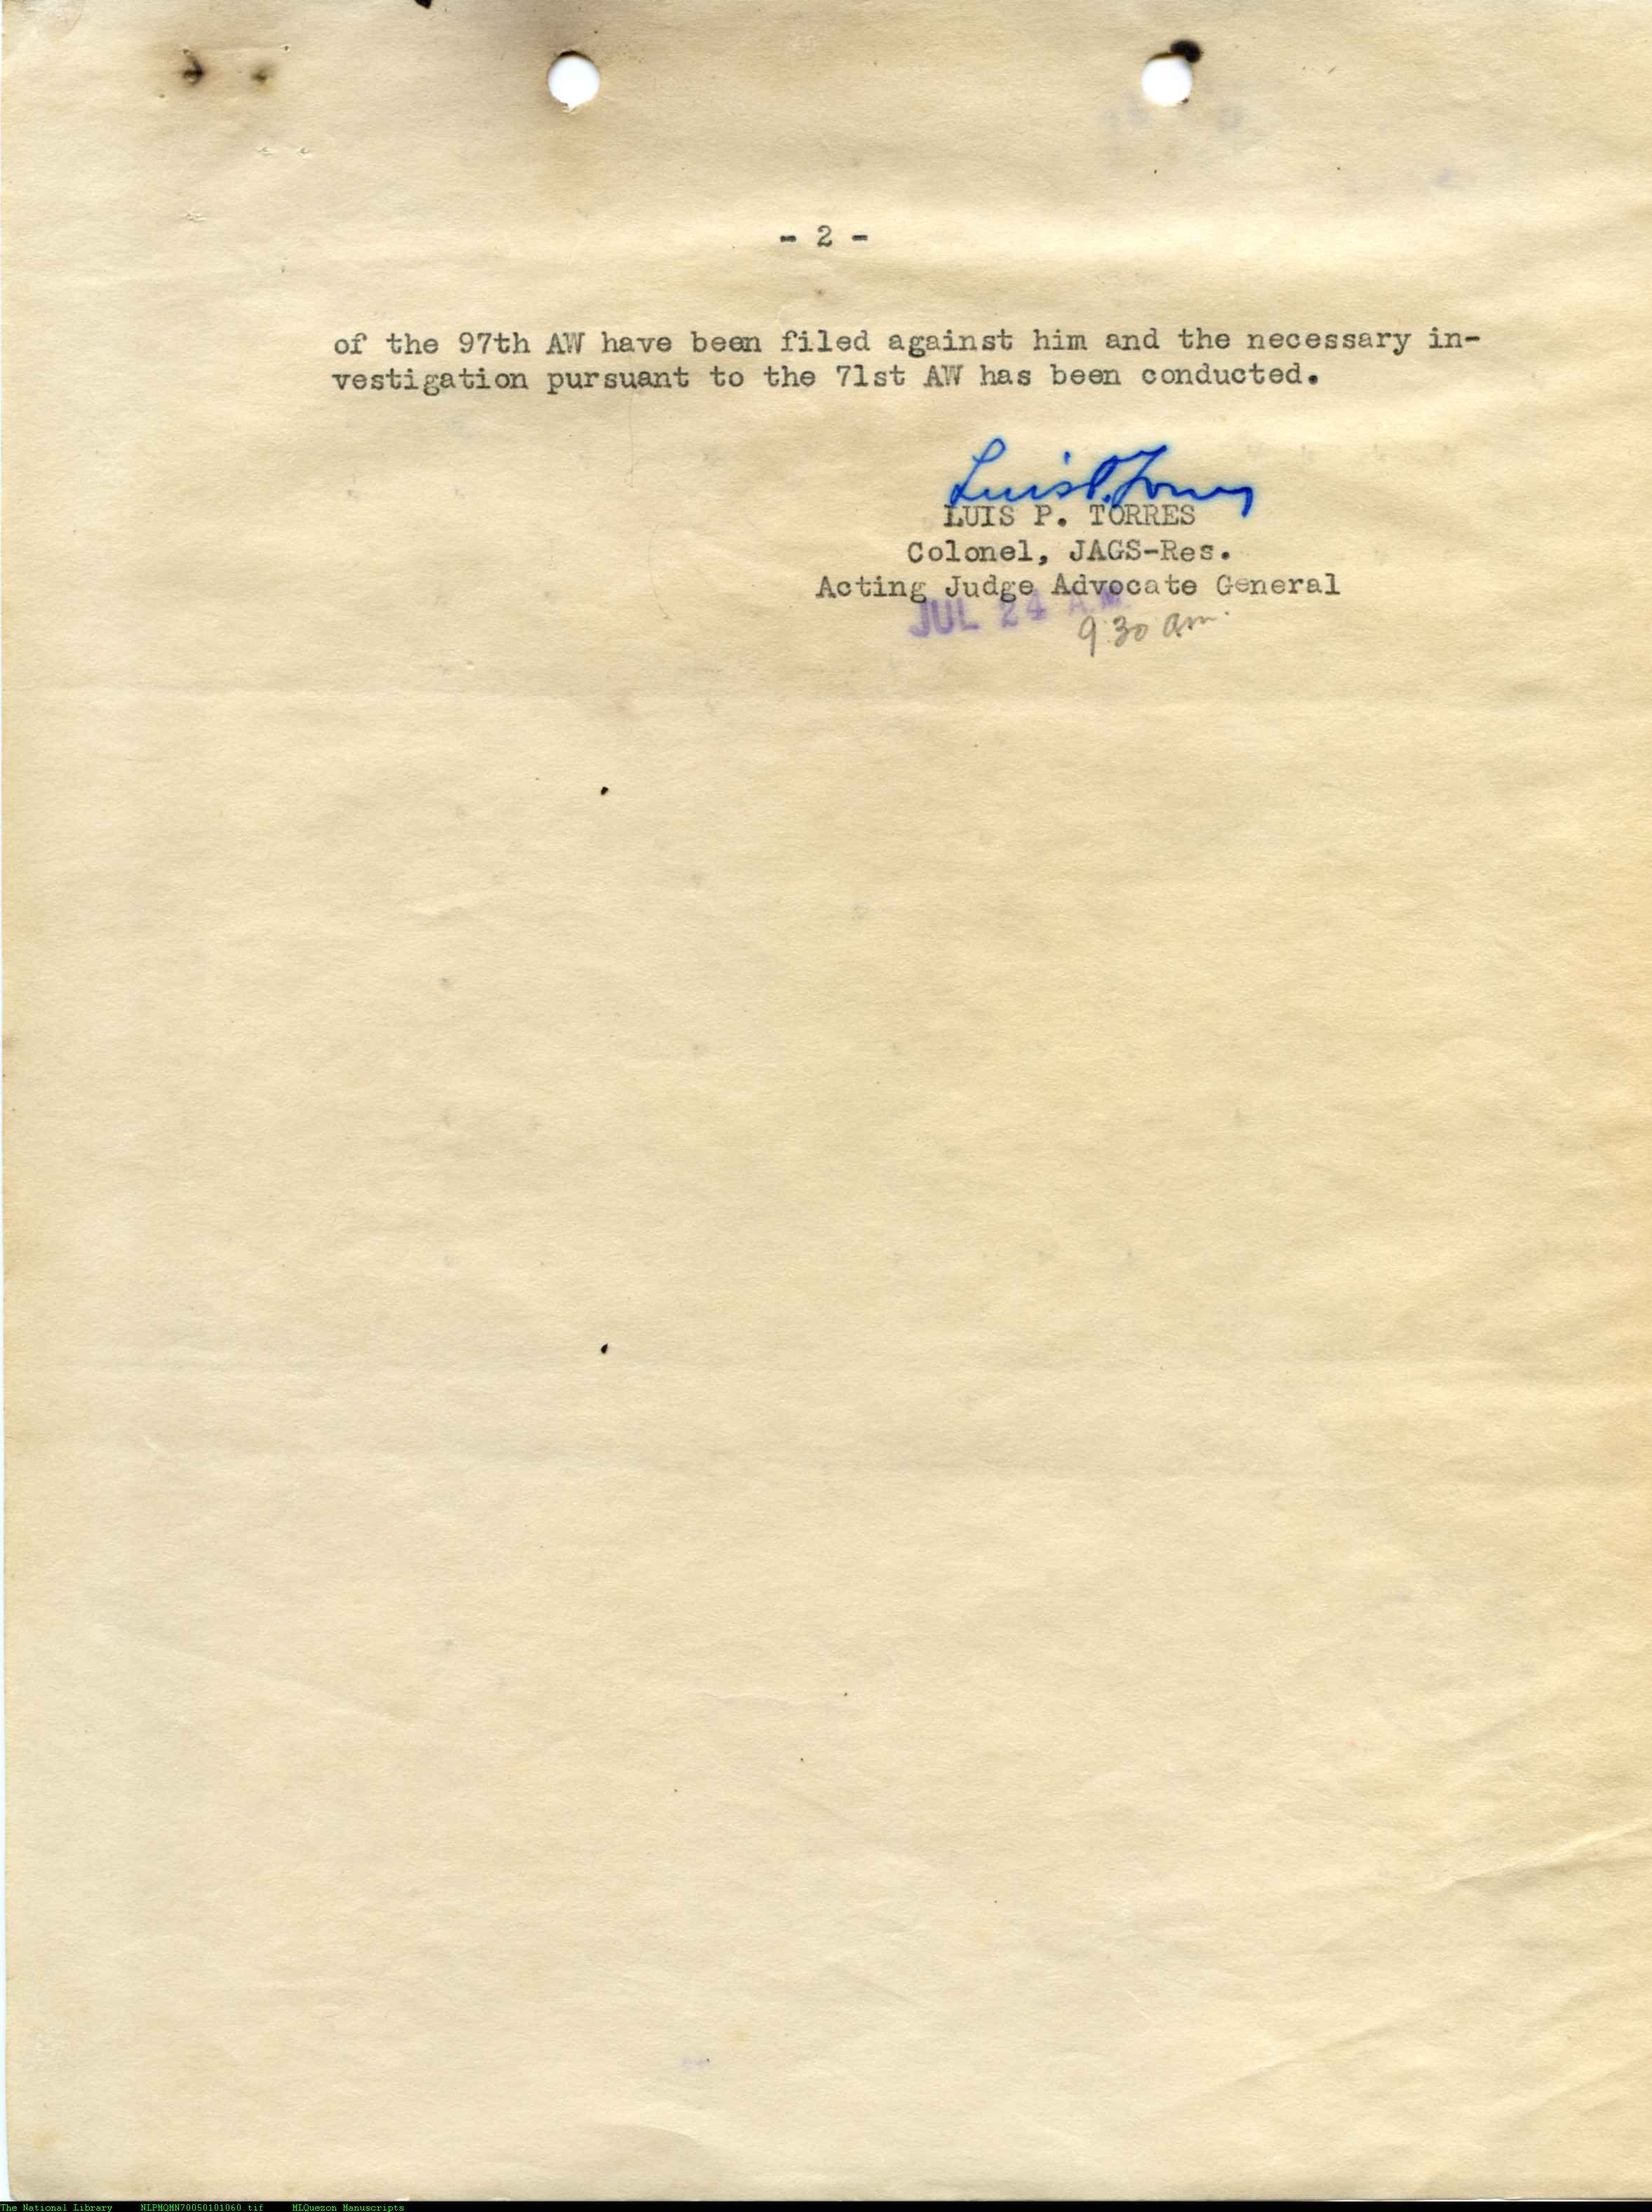 - 2 -
of the 97th AW have been filed against him and the necessary in-
vestigation pursuant to the 71st AW has been conducted.
Luis P. Torres
LUIS P. TORRES
Colonel, JAGS-Res.
Acting Judge Advocate General
JUL 24 A.M.
9:30 am.
The National Library NLPMQMN70050101060.tif MLQuezon Manuscripts